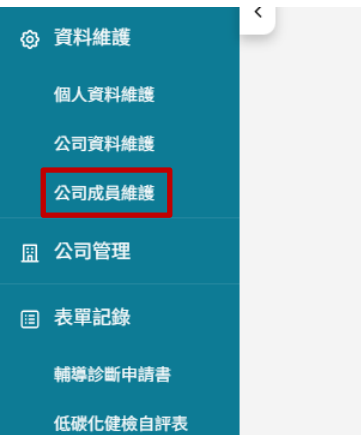 資料維護
個人資料維護
公司資料維護
公司成員維護
公司管理
表單記錄
輔導診斷申請書
低碳化健檢自評表